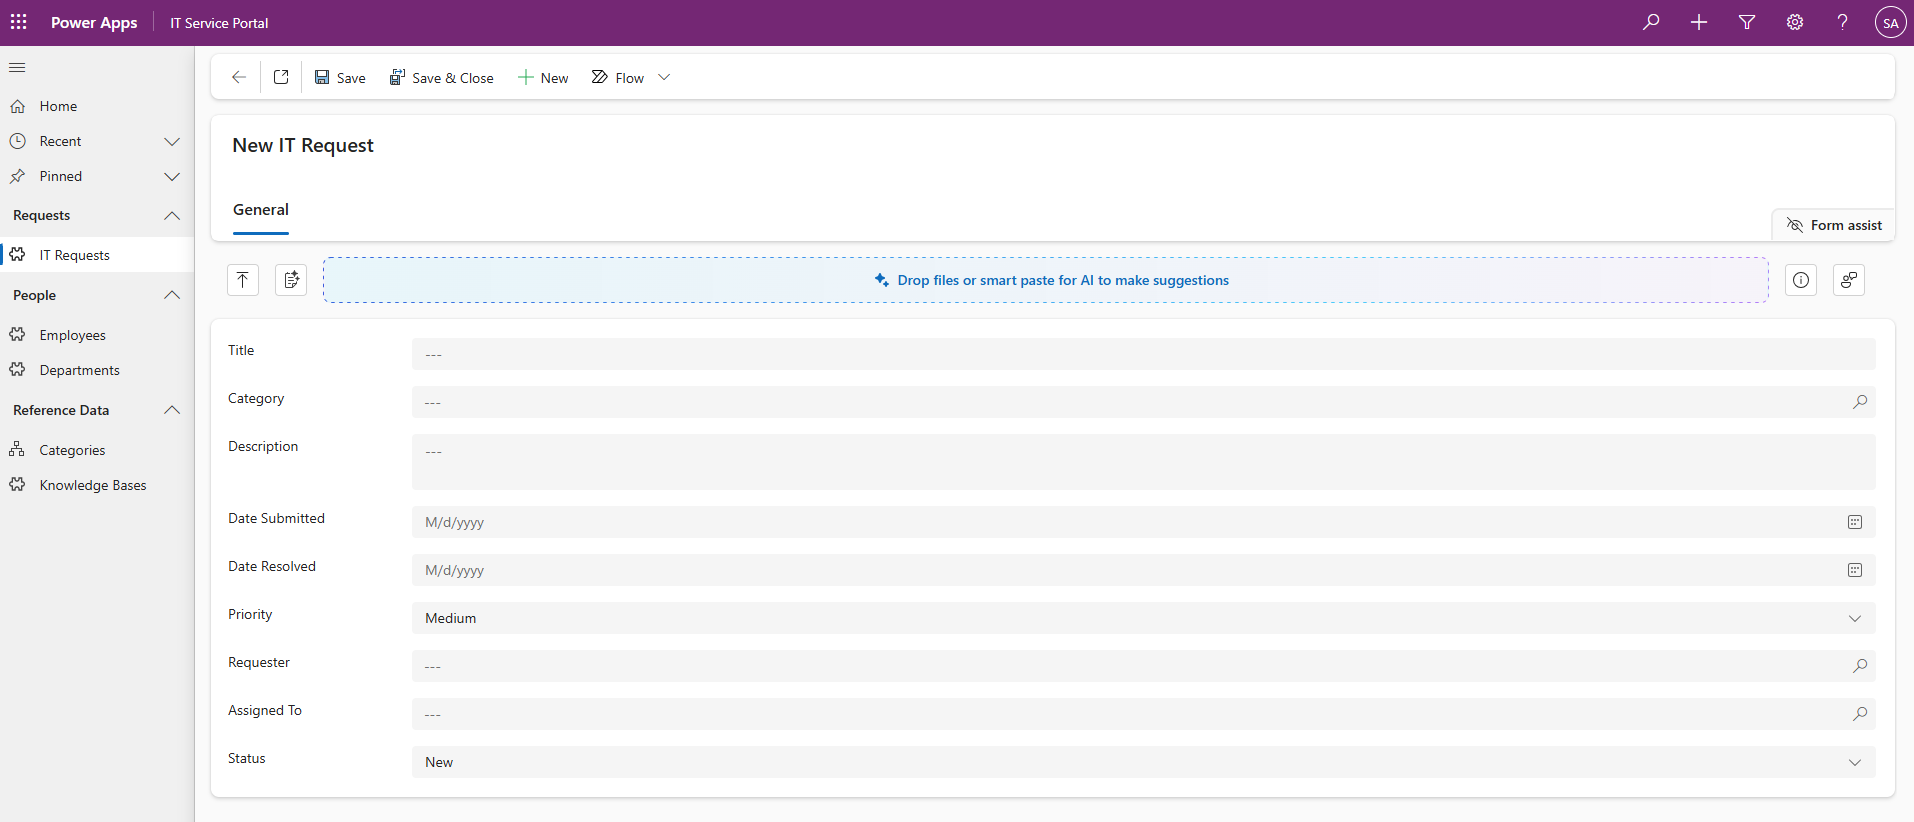 Power Apps
IT Service Portal
SA
Save
Save & Close
New
Flow
Home
Recent
Pinned
Requests
IT Requests
People
Employees
Departments
Reference Data
Categories
Knowledge Bases
New IT Request
General
Form assist
Drop files or smart paste for AI to make suggestions
Title
---
Category
---
Description
---
Date Submitted
M/d/yyyy
Date Resolved
M/d/yyyy
Priority
Medium
Requester
---
Assigned To
---
Status
New